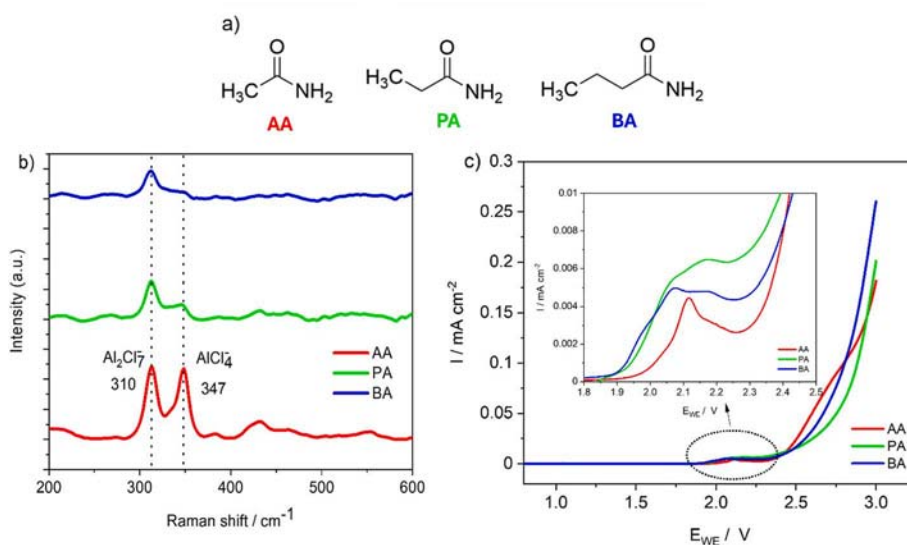 a)
O
H₃C NH₂
AA
O
H₃C NH₂
PA
O
H₃C NH₂
BA
b)
Intensity (a.u.)
Al₂Cl₇⁻
310
AlCl₄⁻
347
AA
PA
BA
200 300 400 500 600
Raman shift / cm⁻¹
c)
I / mA cm⁻²
0.3
0.25
0.2
0.15
0.1
0.05
0
I / mA cm⁻²
0.01
0.008
0.006
0.004
0.002
0
1.8 1.9 2.0 2.1 2.2 2.3 2.4 2.5
E_WE / V
AA
PA
BA
AA
PA
BA
1.0 1.5 2.0 2.5 3.0
E_WE / V